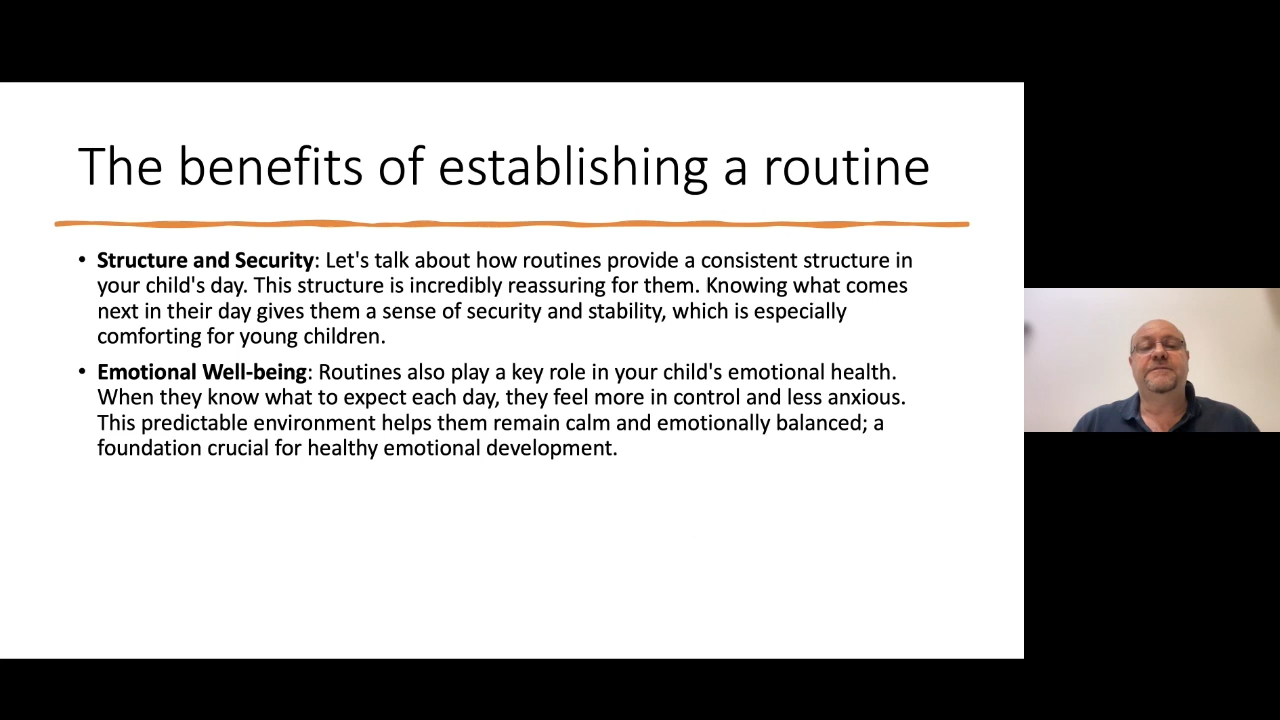 The benefits of establishing a routine
• Structure and Security: Let's talk about how routines provide a consistent structure in
your child's day. This structure is incredibly reassuring for them. Knowing what comes
next in their day gives them a sense of security and stability, which is especially
comforting for young children.
• Emotional Well-being: Routines also play a key role in your child's emotional health.
When they know what to expect each day, they feel more in control and less anxious.
This predictable environment helps them remain calm and emotionally balanced; a
foundation crucial for healthy emotional development.